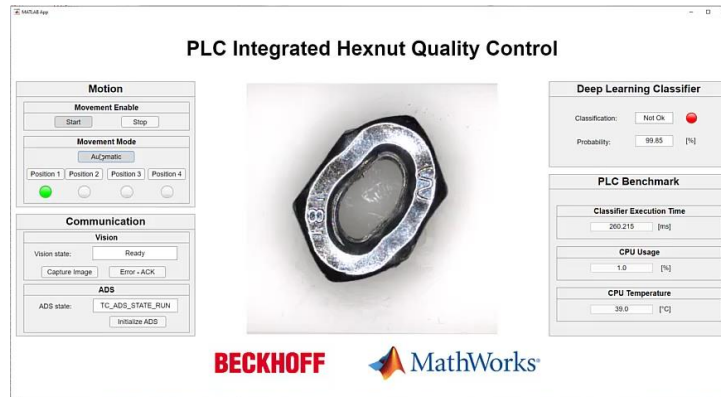 MATLAB App
PLC Integrated Hexnut Quality Control
Motion
Movement Enable
Start Stop
Movement Mode
Automatic
Position 1 Position 2 Position 3 Position 4
Communication
Vision
Vision state: Ready
Capture Image Error - ACK
ADS
ADS state: TC_ADS_STATE_RUN
Initialize ADS
Deep Learning Classifier
Classification: Not Ok
Probability: 99.85 [%]
PLC Benchmark
Classifier Execution Time
260.215 [ms]
CPU Usage
1.0 [%]
CPU Temperature
39.0 [°C]
BECKHOFF MathWorks®